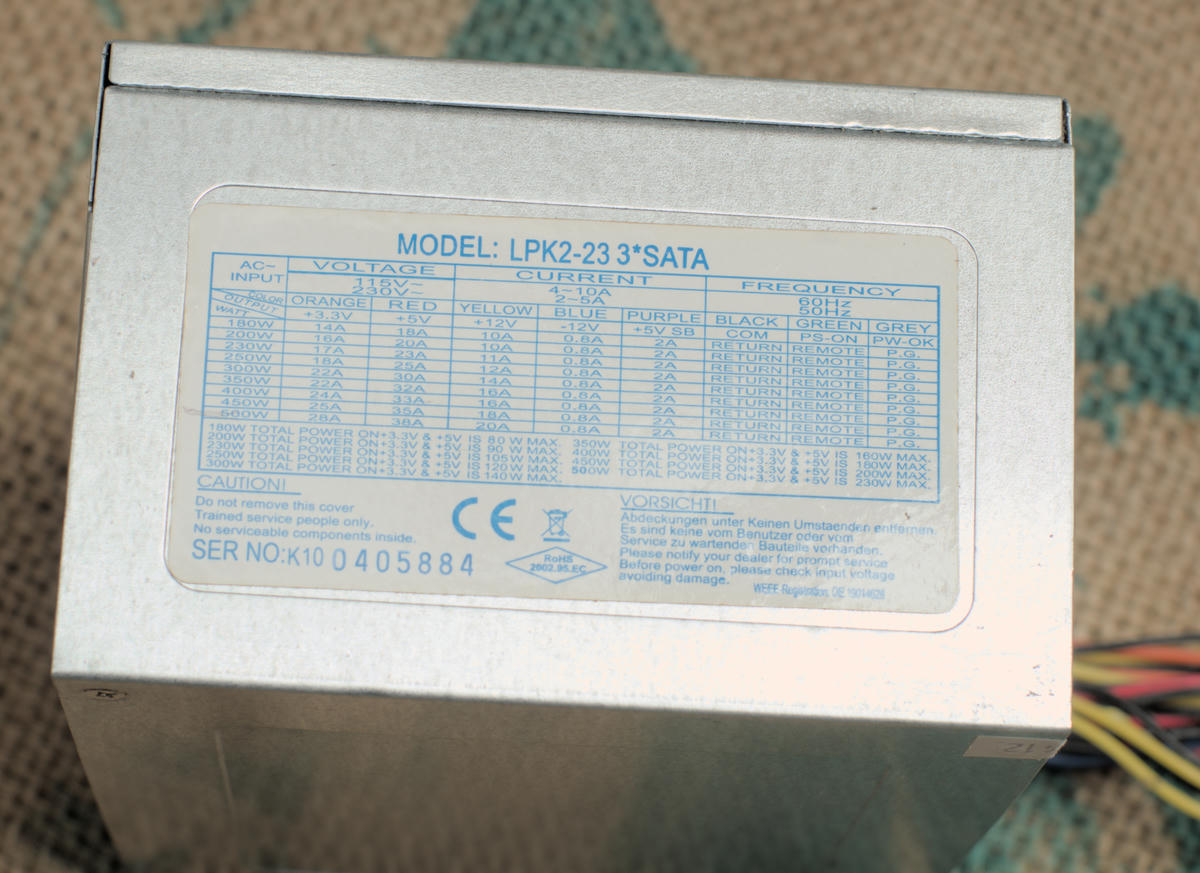 MODEL: LPK2-23 3*SATA
AC~ INPUT VOLTAGE CURRENT FREQUENCY
115V~ 4~10A 60Hz
230V~ 2~5A 50Hz
COLOR OUTPUT WATT ORANGE RED YELLOW BLUE PURPLE BLACK GREEN GREY
+3.3V +5V +12V -12V +5V SB COM PS-ON PW-OK
180W 14A 18A 10A 0.8A 2A RETURN REMOTE P.G.
200W 16A 20A 10A 0.8A 2A RETURN REMOTE P.G.
230W 17A 23A 11A 0.8A 2A RETURN REMOTE P.G.
250W 18A 25A 12A 0.8A 2A RETURN REMOTE P.G.
300W 22A 30A 14A 0.8A 2A RETURN REMOTE P.G.
350W 22A 32A 16A 0.8A 2A RETURN REMOTE P.G.
400W 24A 33A 16A 0.8A 2A RETURN REMOTE P.G.
450W 25A 35A 18A 0.8A 2A RETURN REMOTE P.G.
500W 28A 38A 20A 0.8A 2A RETURN REMOTE P.G.
180W TOTAL POWER ON+3.3V & +5V IS 80 W MAX.
200W TOTAL POWER ON+3.3V & +5V IS 90 W MAX.
230W TOTAL POWER ON+3.3V & +5V IS 105W MAX.
250W TOTAL POWER ON+3.3V & +5V IS 120W MAX.
300W TOTAL POWER ON+3.3V & +5V IS 140W MAX.
350W TOTAL POWER ON+3.3V & +5V IS 160W MAX.
400W TOTAL POWER ON+3.3V & +5V IS 180W MAX.
450W TOTAL POWER ON+3.3V & +5V IS 200W MAX.
500W TOTAL POWER ON+3.3V & +5V IS 230W MAX.
CAUTION!
Do not remove this cover
Trained service people only.
No serviceable components inside.
SER NO:K10 0405884
CE
RoHS
2002.95.EC
VORSICHT!
Abdeckungen unter Keinen Umstaenden entfernen.
Es sind keine vom Benutzer oder vom
Service zu wartenden Bauteile vorhanden.
Please notify your dealer for prompt service
Before power on, please check input voltage
avoiding damage.
WEEE Registration, DE 19014628